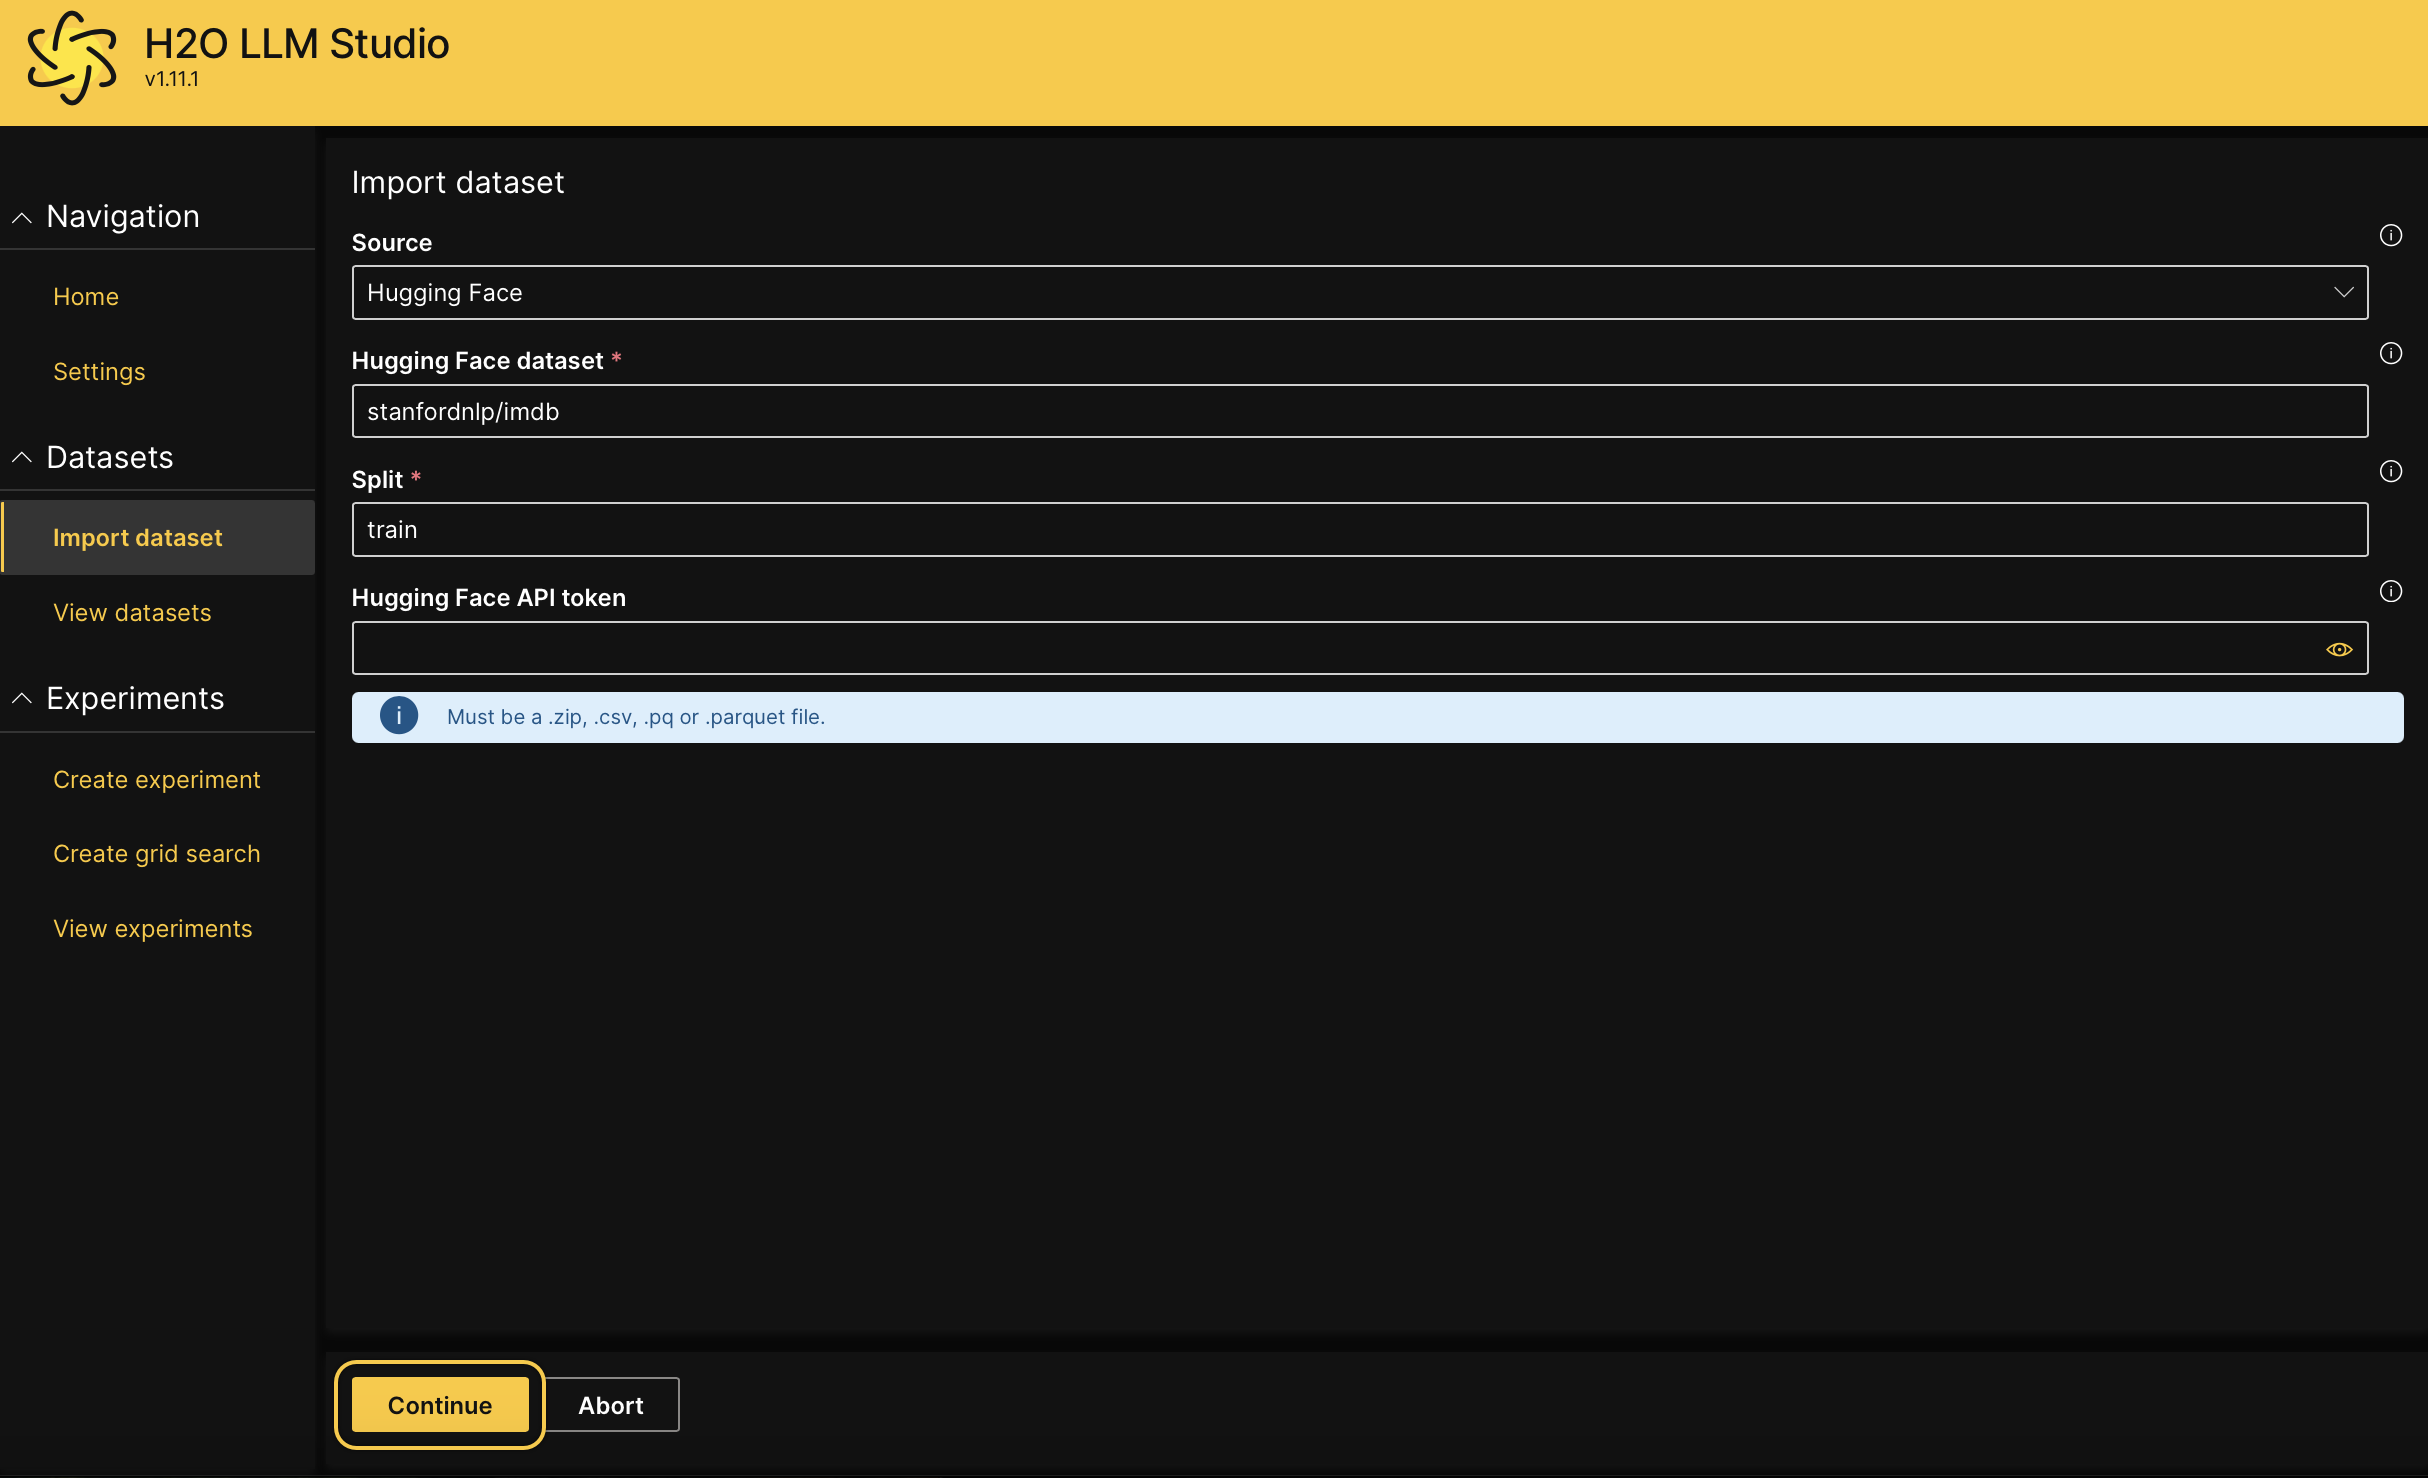 H2O LLM Studio
v1.11.1
Navigation
Home
Settings
Datasets
Import dataset
View datasets
Experiments
Create experiment
Create grid search
View experiments
Import dataset
Source
Hugging Face
Hugging Face dataset *
stanfordnlp/imdb
Split *
train
Hugging Face API token
Must be a .zip, .csv, .pq or .parquet file.
Continue
Abort